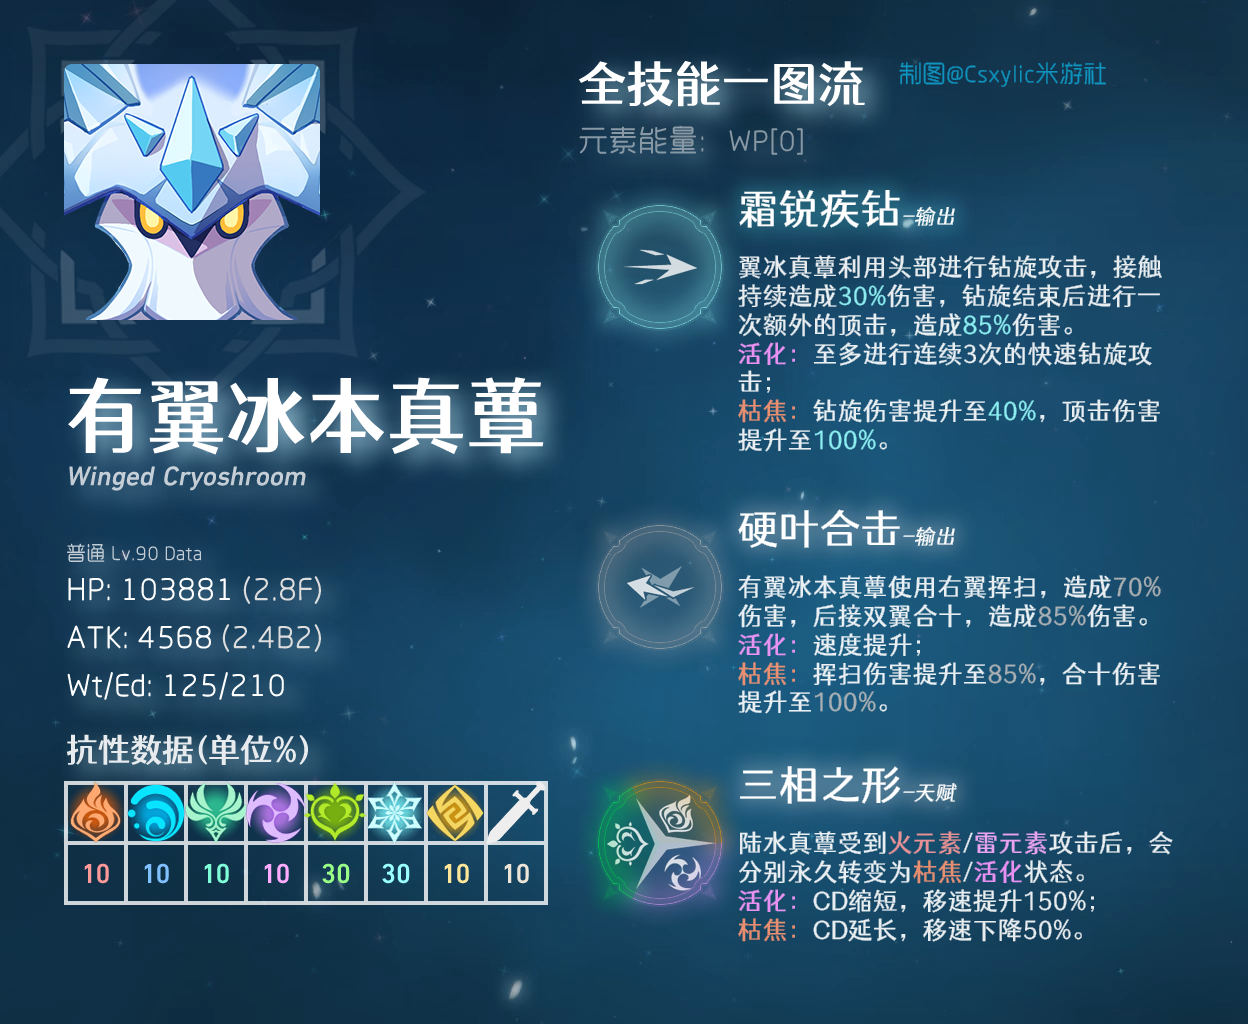 全技能一图流
制图@Csxylic米游社
元素能量： WP[0]
霜锐疾钻-输出
翼冰真蕈利用头部进行钻旋攻击，接触
持续造成30%伤害，钻旋结束后进行一
次额外的顶击，造成85%伤害。
活化：至多进行连续3次的快速钻旋攻
击；
枯焦：钻旋伤害提升至40%，顶击伤害
提升至100%。
有翼冰本真蕈
Winged Cryoshroom
普通 Lv.90 Data
HP: 103881 (2.8F)
ATK: 4568 (2.4B2)
Wt/Ed: 125/210
抗性数据(单位%)
10 10 10 10 30 30 10 10
硬叶合击-输出
有翼冰本真蕈使用右翼挥扫，造成70%
伤害，后接双翼合十，造成85%伤害。
活化：速度提升；
枯焦：挥扫伤害提升至85%，合十伤害
提升至100%。
三相之形-天赋
陆水真蕈受到火元素/雷元素攻击后，会
分别永久转变为枯焦/活化状态。
活化：CD缩短，移速提升150%；
枯焦：CD延长，移速下降50%。